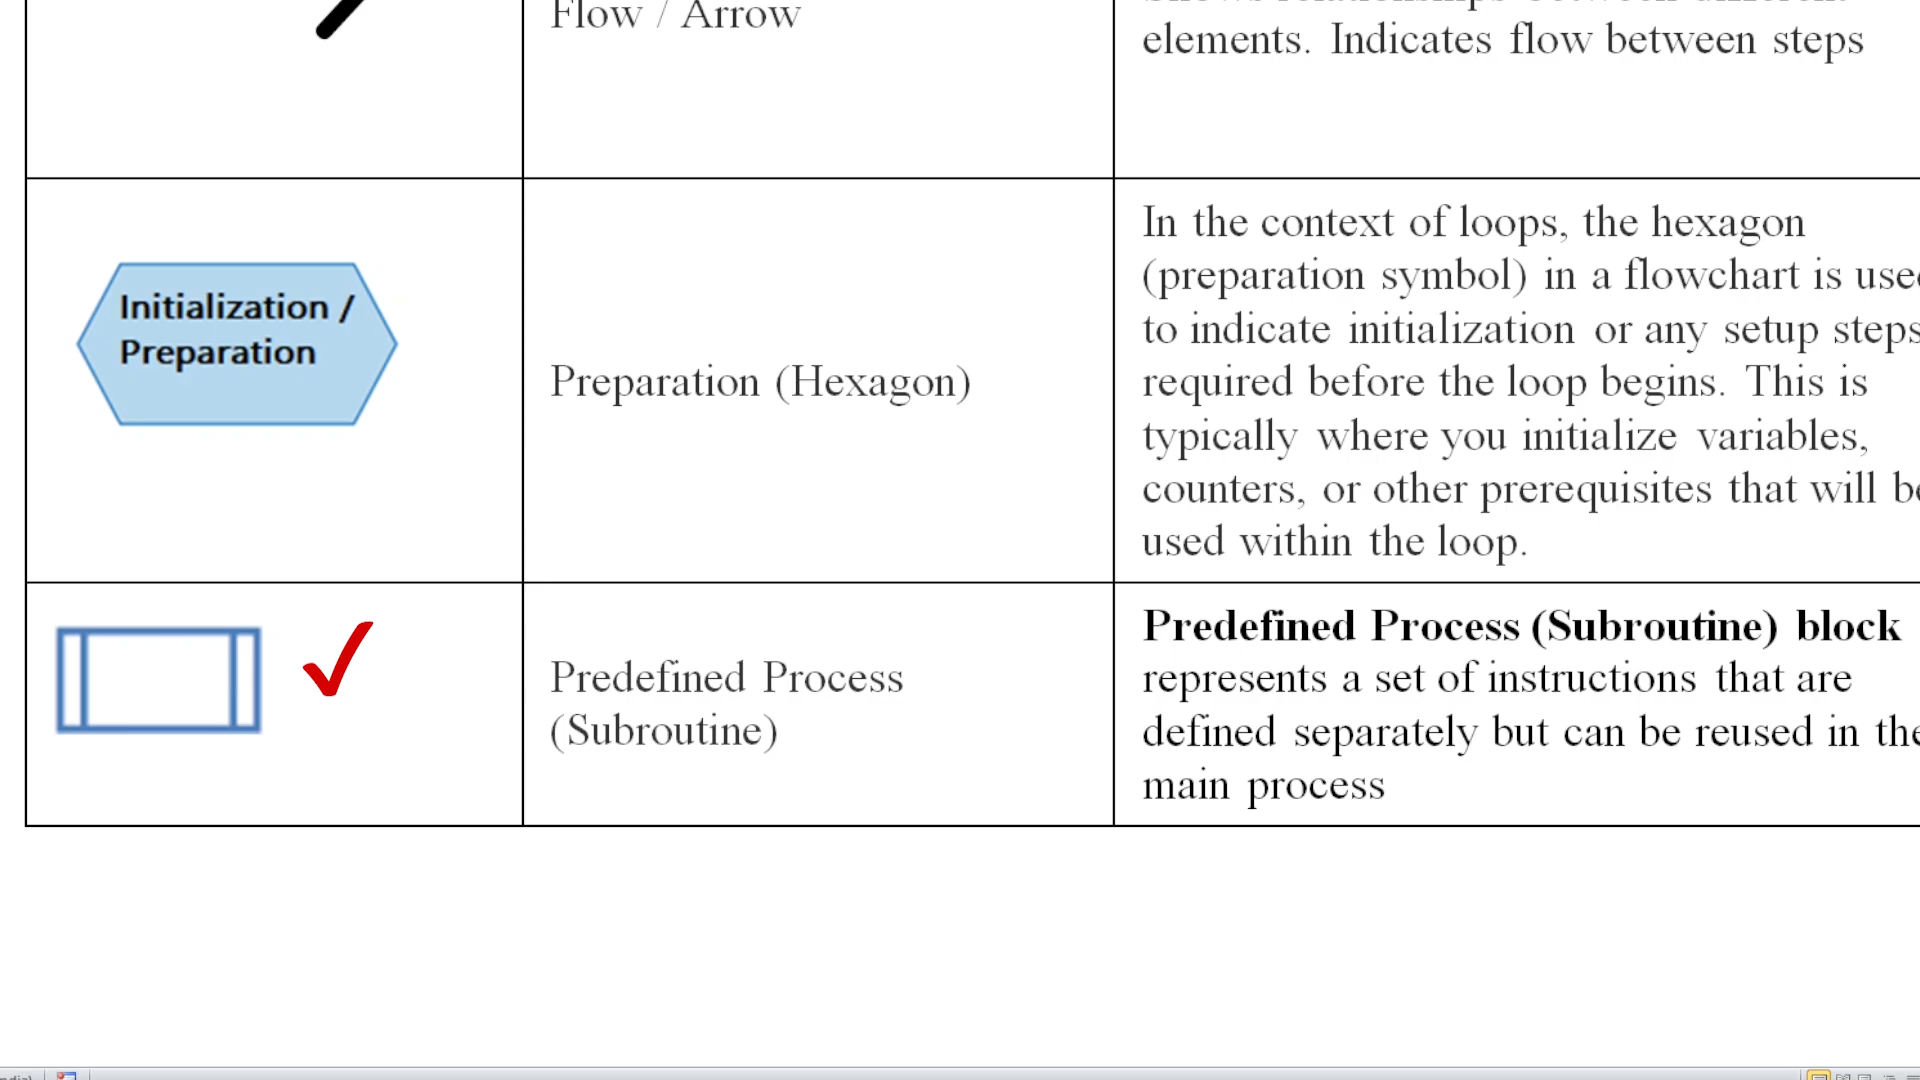 Flow / Arrow
elements. Indicates flow between steps
Initialization /
Preparation
Preparation (Hexagon)
In the context of loops, the hexagon
(preparation symbol) in a flowchart is
to indicate initialization or any setup steps
required before the loop begins. This is
typically where you initialize variables,
counters, or other prerequisites that will
used within the loop.
Predefined Process
(Subroutine)
Predefined Process (Subroutine) block
represents a set of instructions that are
defined separately but can be reused in
main process